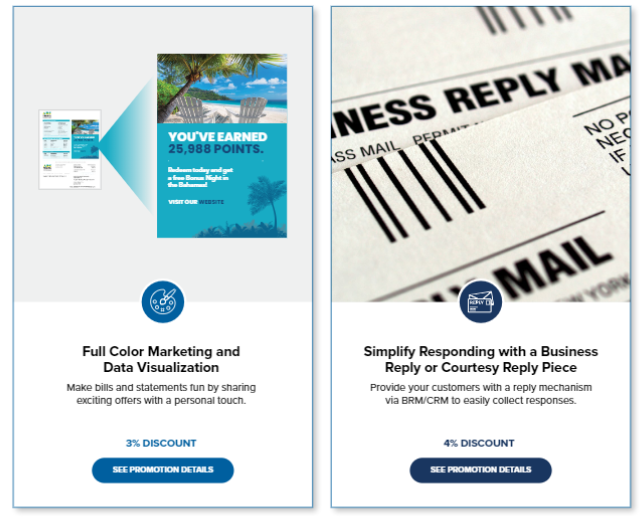 YOU'VE EARNED
25,988 POINTS.
Redeem today and get
a free Bonus Night in
the Bahamas!
VISIT OUR WEBSITE
Full Color Marketing and
Data Visualization
Make bills and statements fun by sharing
exciting offers with a personal touch.
3% DISCOUNT
SEE PROMOTION DETAILS
NESS REPLY MA
ASS MAIL PERMIT
NO P
NEC
IF
MAIL
NEW YORK
REPLY
Simplify Responding with a Business
Reply or Courtesy Reply Piece
Provide your customers with a reply mechanism
via BRM/CRM to easily collect responses.
4% DISCOUNT
SEE PROMOTION DETAILS